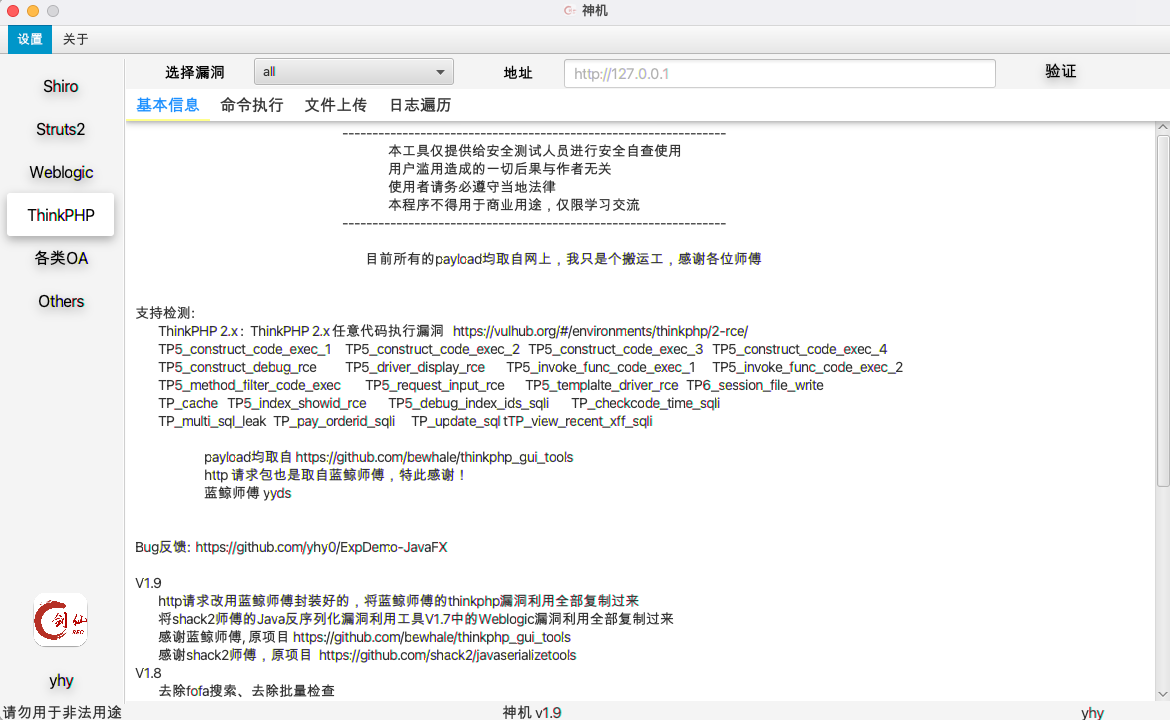 神机
设置 关于
选择漏洞 all 地址 http://127.0.0.1 验证
Shiro
Struts2
Weblogic
ThinkPHP
各类OA
Others
基本信息 命令执行 文件上传 日志遍历
----------------------------------------------------------------
本工具仅提供给安全测试人员进行安全自查使用
用户滥用造成的一切后果与作者无关
使用者请务必遵守当地法律
本程序不得用于商业用途，仅限学习交流
----------------------------------------------------------------
目前所有的payload均取自网上，我只是个搬运工，感谢各位师傅
支持检测:
ThinkPHP 2.x : ThinkPHP 2.x 任意代码执行漏洞 https://vulhub.org/#/environments/thinkphp/2-rce/
TP5_construct_code_exec_1 TP5_construct_code_exec_2 TP5_construct_code_exec_3 TP5_construct_code_exec_4
TP5_construct_debug_rce TP5_driver_display_rce TP5_invoke_func_code_exec_1 TP5_invoke_func_code_exec_2
TP5_method_filter_code_exec TP5_request_input_rce TP5_templalte_driver_rce TP6_session_file_write
TP_cache TP5_index_showid_rce TP5_debug_index_ids_sqli TP_checkcode_time_sqli
TP_multi_sql_leak TP_pay_orderid_sqli TP_update_sql tTP_view_recent_xff_sqli
payload均取自 https://github.com/bewhale/thinkphp_gui_tools
http 请求包也是取自蓝鲸师傅，特此感谢！
蓝鲸师傅 yyds
Bug反馈: https://github.com/yhy0/ExpDemo-JavaFX
V1.9
http请求改用蓝鲸师傅封装好的，将蓝鲸师傅的thinkphp漏洞利用全部复制过来
将shack2师傅的Java反序列化漏洞利用工具V1.7中的Weblogic漏洞利用全部复制过来
感谢蓝鲸师傅, 原项目 https://github.com/bewhale/thinkphp_gui_tools
感谢shack2师傅，原项目 https://github.com/shack2/javaserializetools
V1.8
去除fofa搜索、去除批量检查
剑仙
SEC
yhy
请勿用于非法用途 神机 v1.9 yhy